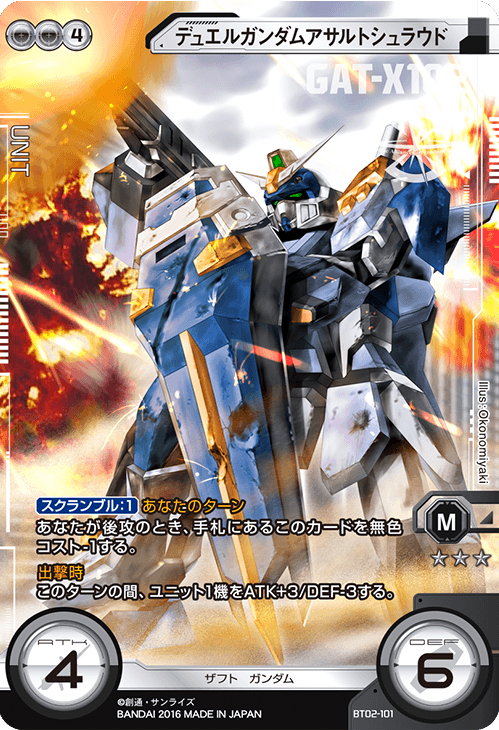 4
デュエルガンダムアサルトシュラウド
GAT-X10
UNIT
Illus:Okonomiyaki
スクランブル:1 あなたのターン
あなたが後攻のとき、手札にあるこのカードを無色
コスト-1する。
出撃時
このターンの間、ユニット1機をATK+3/DEF-3する。
M
ATK
4
DEF
6
ザフト ガンダム
©創通・サンライズ
BANDAI 2016 MADE IN JAPAN
BT02-101